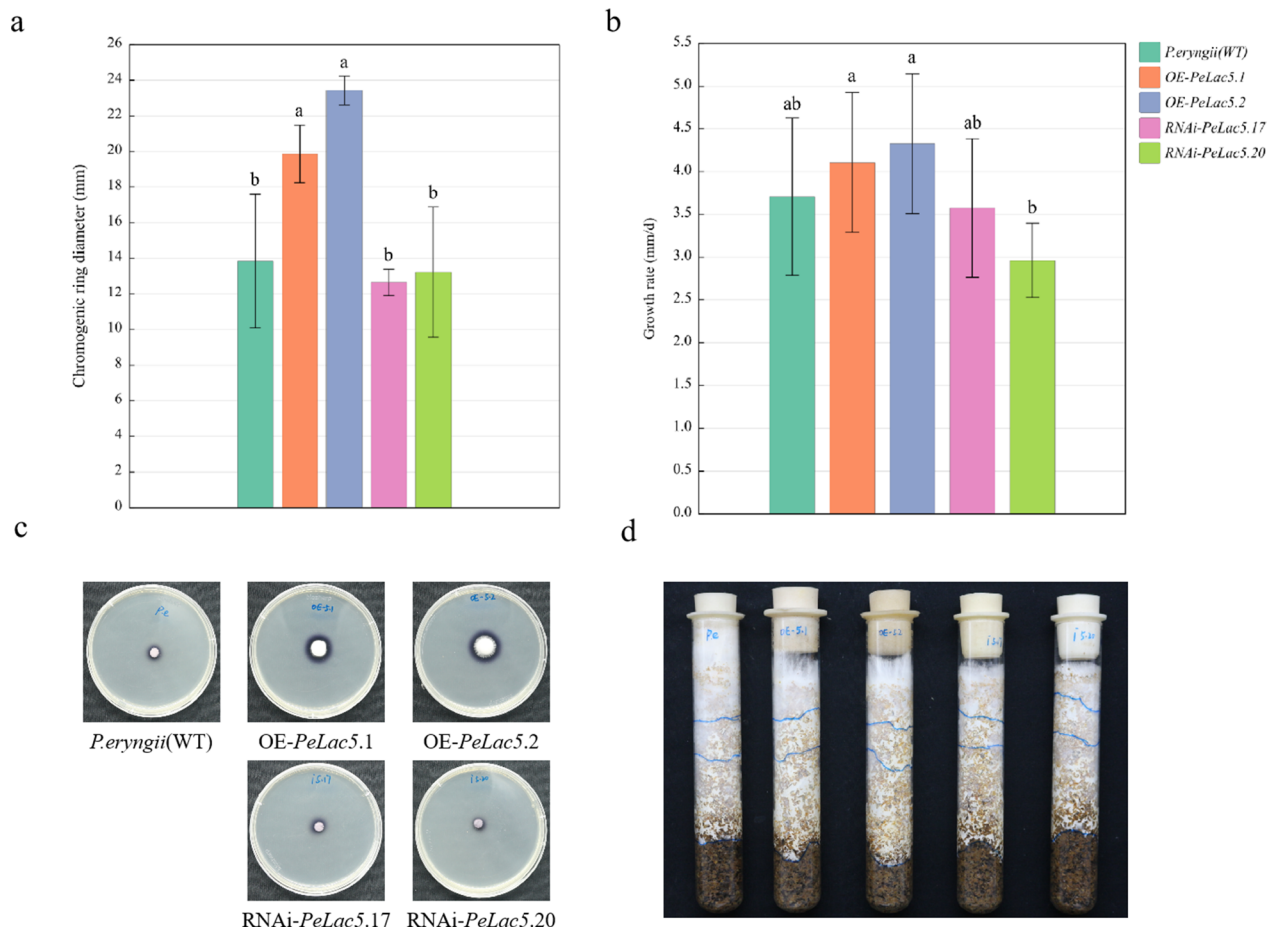 a
26
24
22
20
18
16
14
12
10
8
6
4
2
0
Chromogenic ring diameter (mm)
b
a
a
b
b
b
5.5
5.0
4.5
4.0
3.5
3.0
2.5
2.0
1.5
1.0
0.5
0.0
Growth rate (mm/d)
ab
a
a
ab
b
P.eryngii(WT)
OE-PeLac5.1
OE-PeLac5.2
RNAi-PeLac5.17
RNAi-PeLac5.20
c
Pe
OE-5.1
OE-5.2
P.eryngii(WT)
OE-PeLac5.1
OE-PeLac5.2
i5.17
i5.20
RNAi-PeLac5.17
RNAi-PeLac5.20
d
Pe
OE-5.1
OE-5.2
i5.20